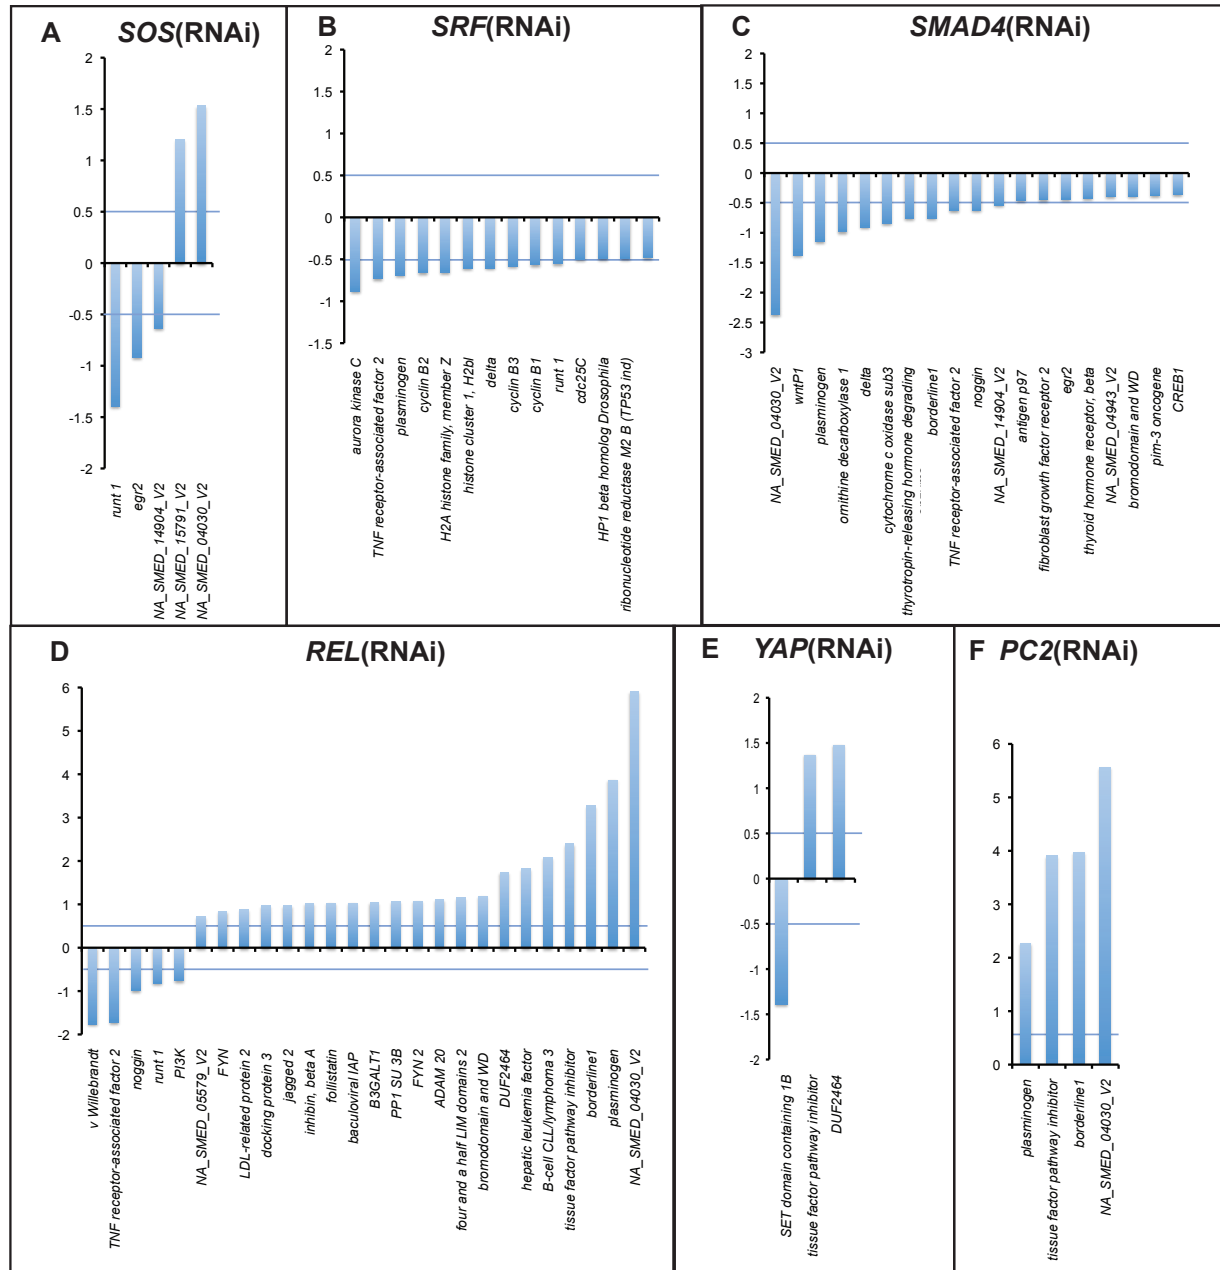 A SOS(RNAi)
2
1.5
1
0.5
0
-0.5
-1
-1.5
-2
runt 1
egr2
NA_SMED_14904_V2
NA_SMED_15791_V2
NA_SMED_04030_V2
B SRF(RNAi)
2
1.5
1
0.5
0
-0.5
-1
-1.5
aurora kinase C
TNF receptor-associated factor 2
plasminogen
cyclin B2
H2A histone family, member Z
histone cluster 1, H2bl
delta
cyclin B3
cyclin B1
runt 1
cdc25C
HP1 beta homolog Drosophila
ribonucleotide reductase M2 B (TP53 ind)
C SMAD4(RNAi)
2
1.5
1
0.5
0
-0.5
-1
-1.5
-2
-2.5
-3
NA_SMED_04030_V2
wntP1
plasminogen
ornithine decarboxylase 1
delta
cytochrome c oxidase sub3
thyrotropin-releasing hormone degrading
borderline1
TNF receptor-associated factor 2
noggin
NA_SMED_14904_V2
antigen p97
fibroblast growth factor receptor 2
egr2
thyroid hormone receptor, beta
NA_SMED_04943_V2
bromodomain and WD
pim-3 oncogene
CREB1
D REL(RNAi)
6
5
4
3
2
1
0
-1
-2
v Willebrandt
TNF receptor-associated factor 2
noggin
runt 1
PI3K
NA_SMED_05579_V2
FYN
LDL-related protein 2
docking protein 3
jagged 2
inhibin, beta A
follistatin
baculoviral IAP
B3GALT1
PP1 SU 3B
FYN 2
ADAM 20
four and a half LIM domains 2
bromodomain and WD
DUF2464
hepatic leukemia factor
B-cell CLL/lymphoma 3
tissue factor pathway inhibitor
borderline1
plasminogen
NA_SMED_04030_V2
E YAP(RNAi)
2
1.5
1
0.5
0
-0.5
-1
-1.5
-2
SET domain containing 1B
tissue factor pathway inhibitor
DUF2464
F PC2(RNAi)
6
5
4
3
2
1
0
plasminogen
tissue factor pathway inhibitor
borderline1
NA_SMED_04030_V2